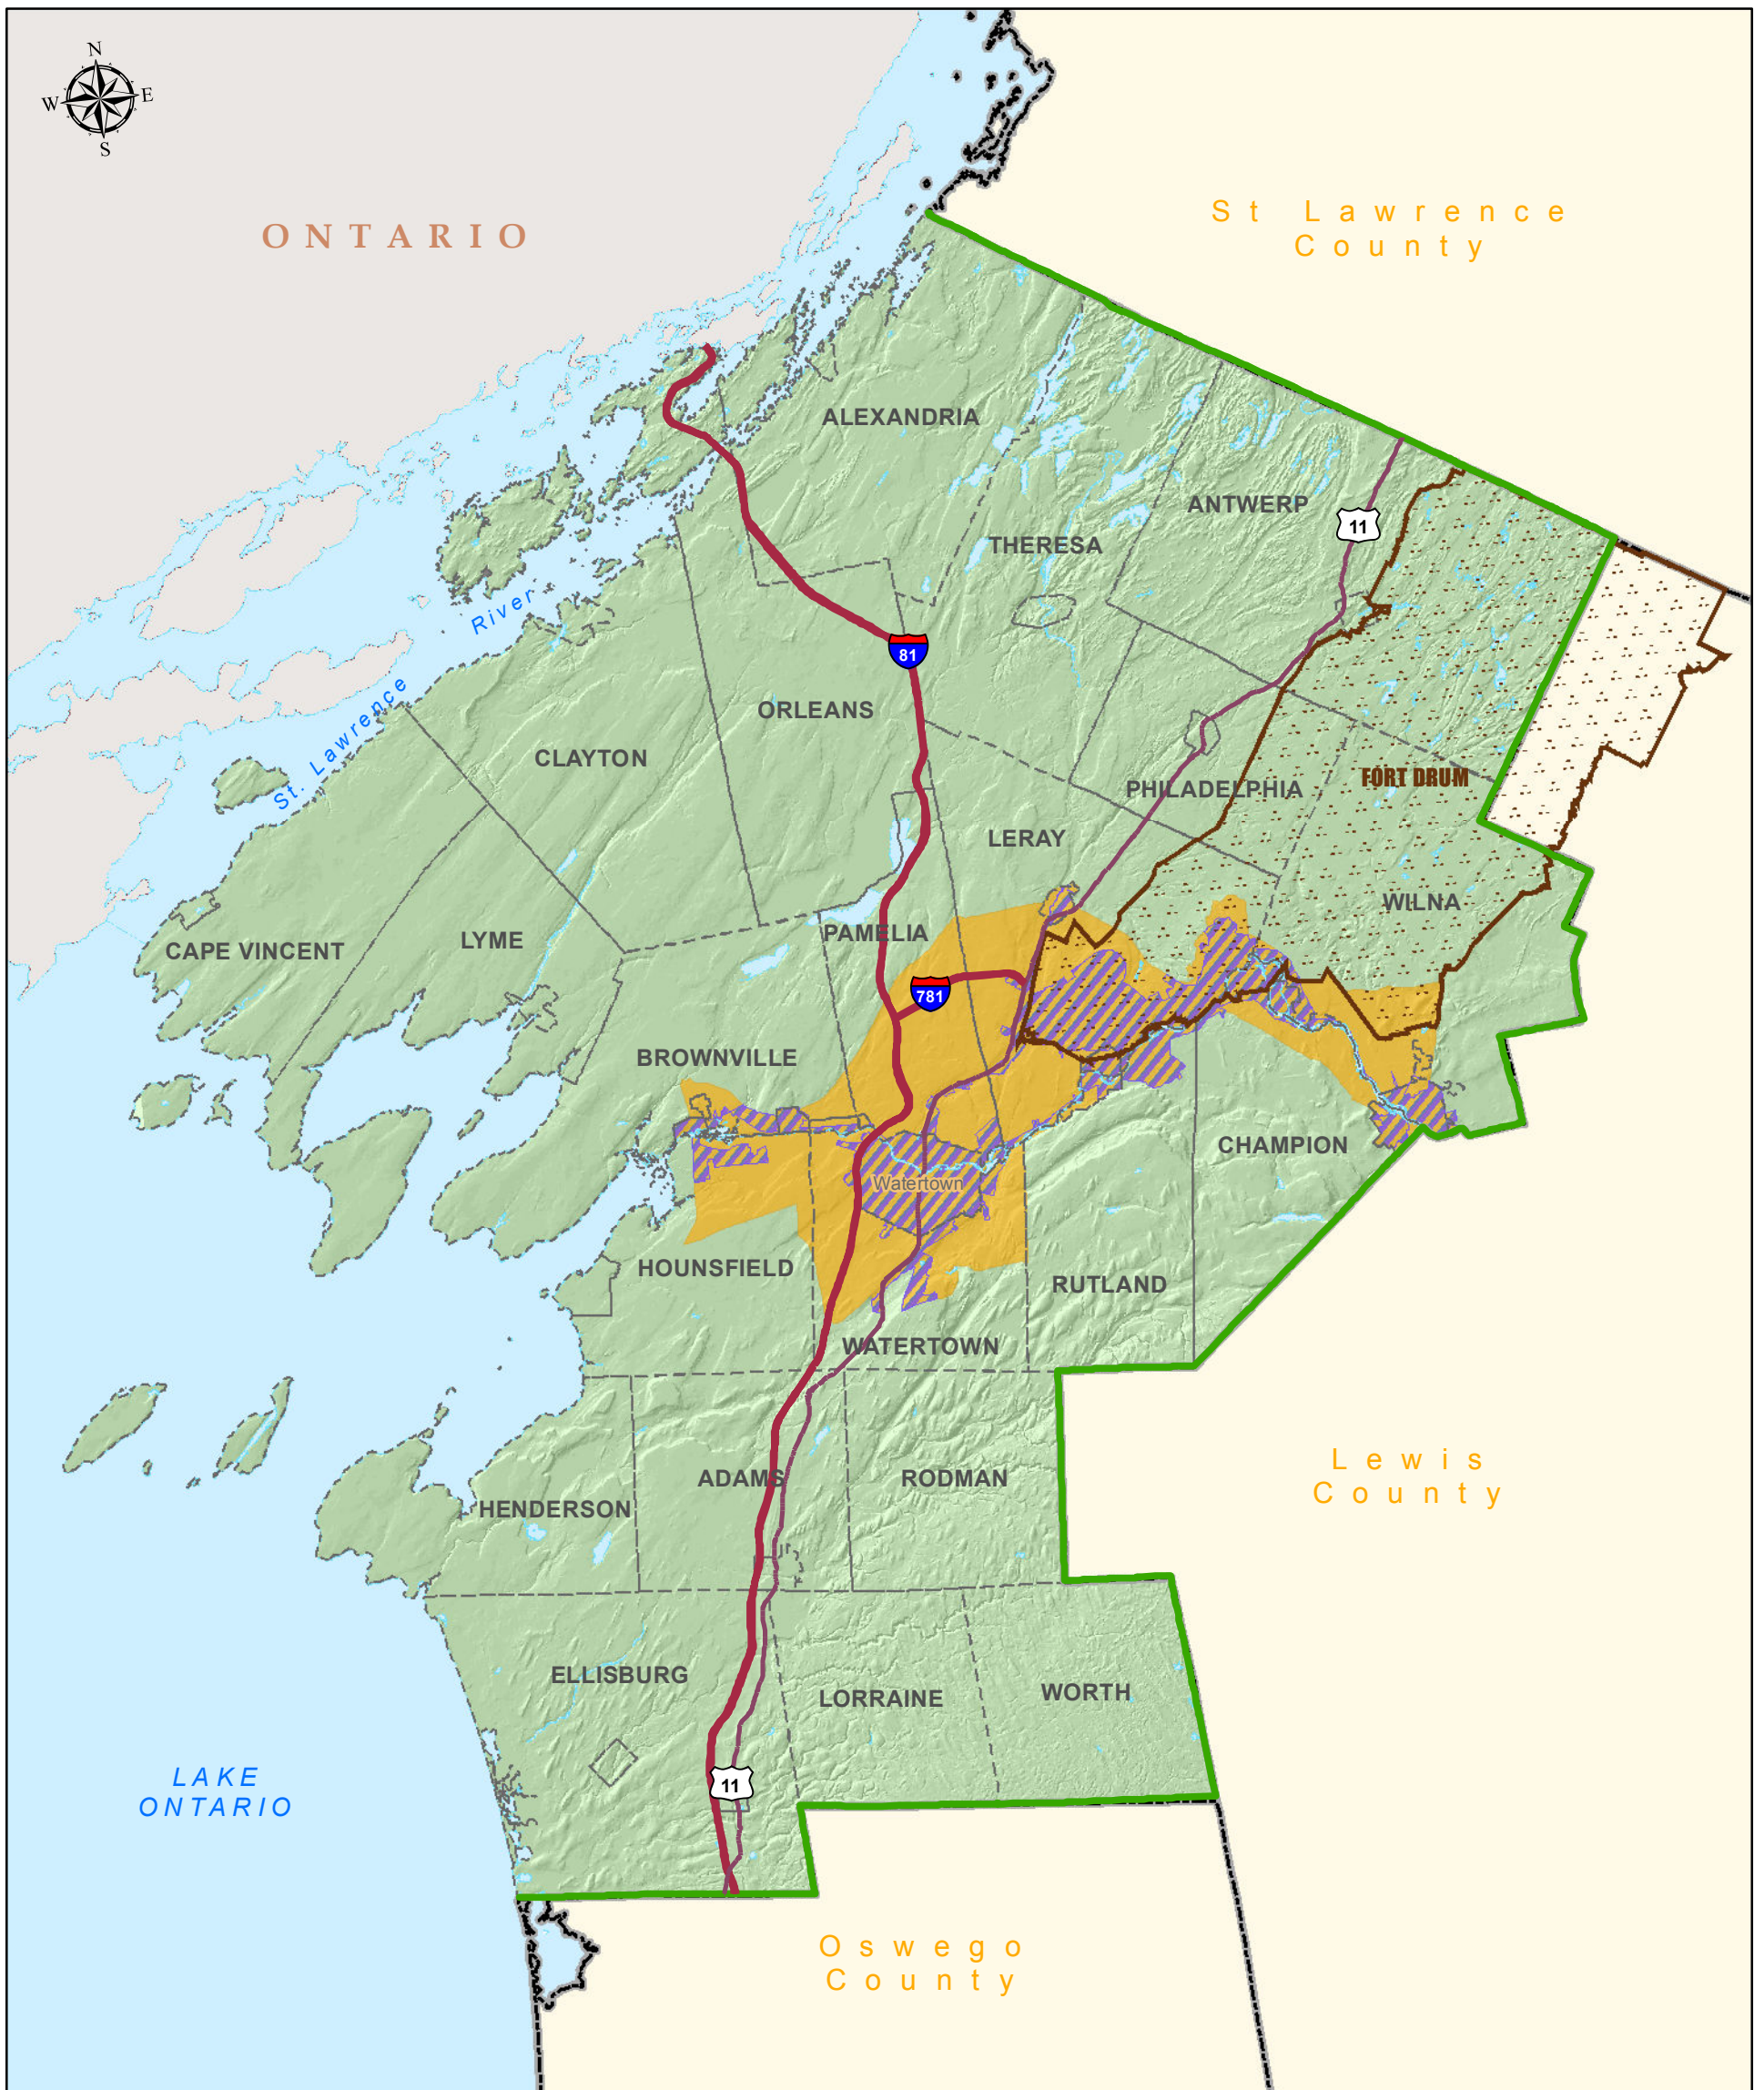 N
W E
S
ONTARIO
St Lawrence
County
ALEXANDRIA
ANTWERP
11
THERESA
River
81
St. Lawrence
ORLEANS
CLAYTON
FORT DRUM
PHILADELPHIA
LERAY
WILNA
PAMELIA
LYME
CAPE VINCENT
781
BROWNVILLE
CHAMPION
Watertown
HOUNSFIELD
RUTLAND
WATERTOWN
Lewis
County
ADAMS
RODMAN
HENDERSON
ELLISBURG
WORTH
LORRAINE
LAKE
ONTARIO
11
Oswego
County